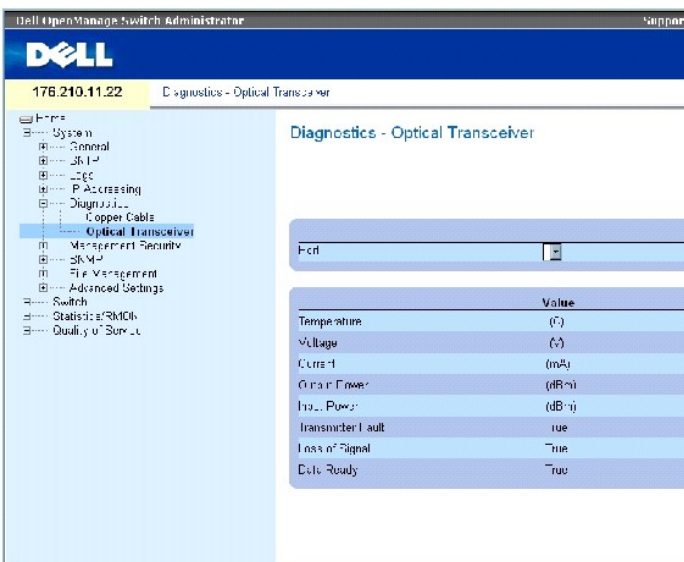 Dell OpenManage Switch Administrator Suppor
DELL
176.210.11.22 Diagnostics - Optical Transceiver
Home
System
General
SNTP
Logs
IP Addressing
Diagnostics
Copper Cable
Optical Transceiver
Management Security
SNMP
File Management
Advanced Settings
Switch
Statistics/RMON
Quality of Service
Diagnostics - Optical Transceiver
Port
Value
Temperature (C)
Voltage (V)
Current (mA)
Output Power (dBm)
Input Power (dBm)
Transmitter Fault True
Loss of Signal True
Data Ready True